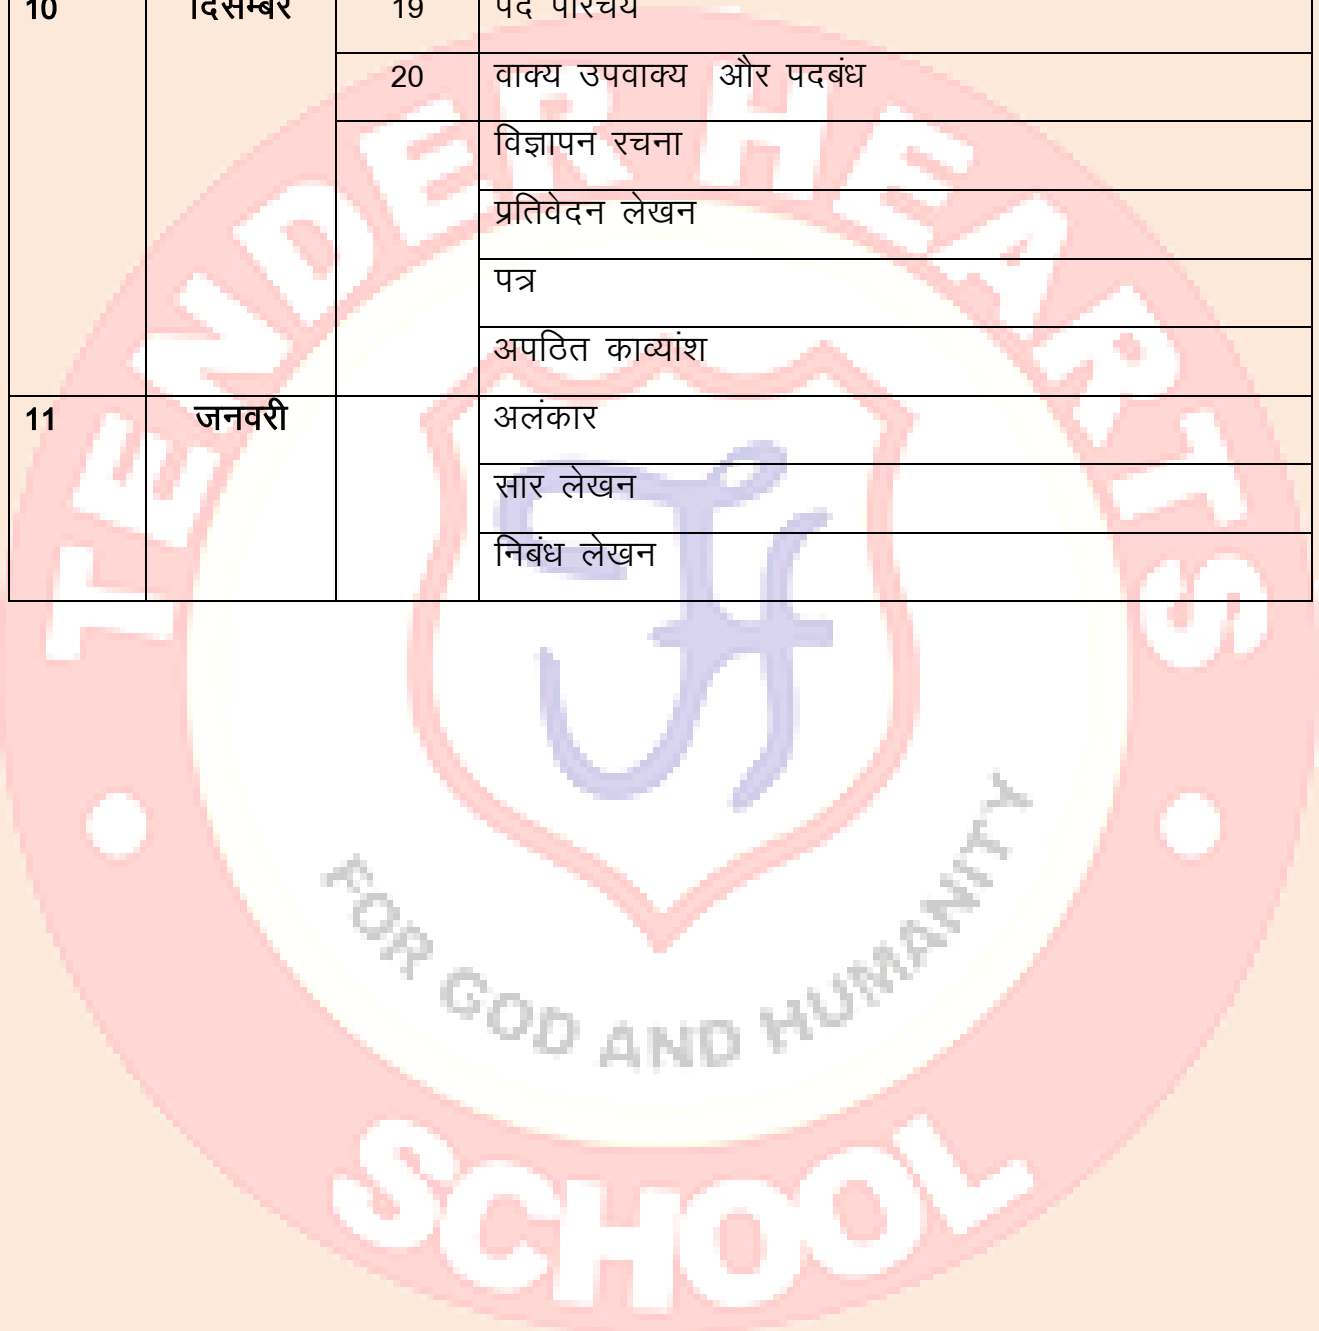 10 दिसम्बर 19 पद परिचय
20 वाक्य उपवाक्य और पदबंध
विज्ञापन रचना
प्रतिवेदन लेखन
पत्र
अपठित काव्यांश
11 जनवरी अलंकार
सार लेखन
निबंध लेखन
TENDER HEARTS
FOR GOD AND HUMANITY
SCHOOL